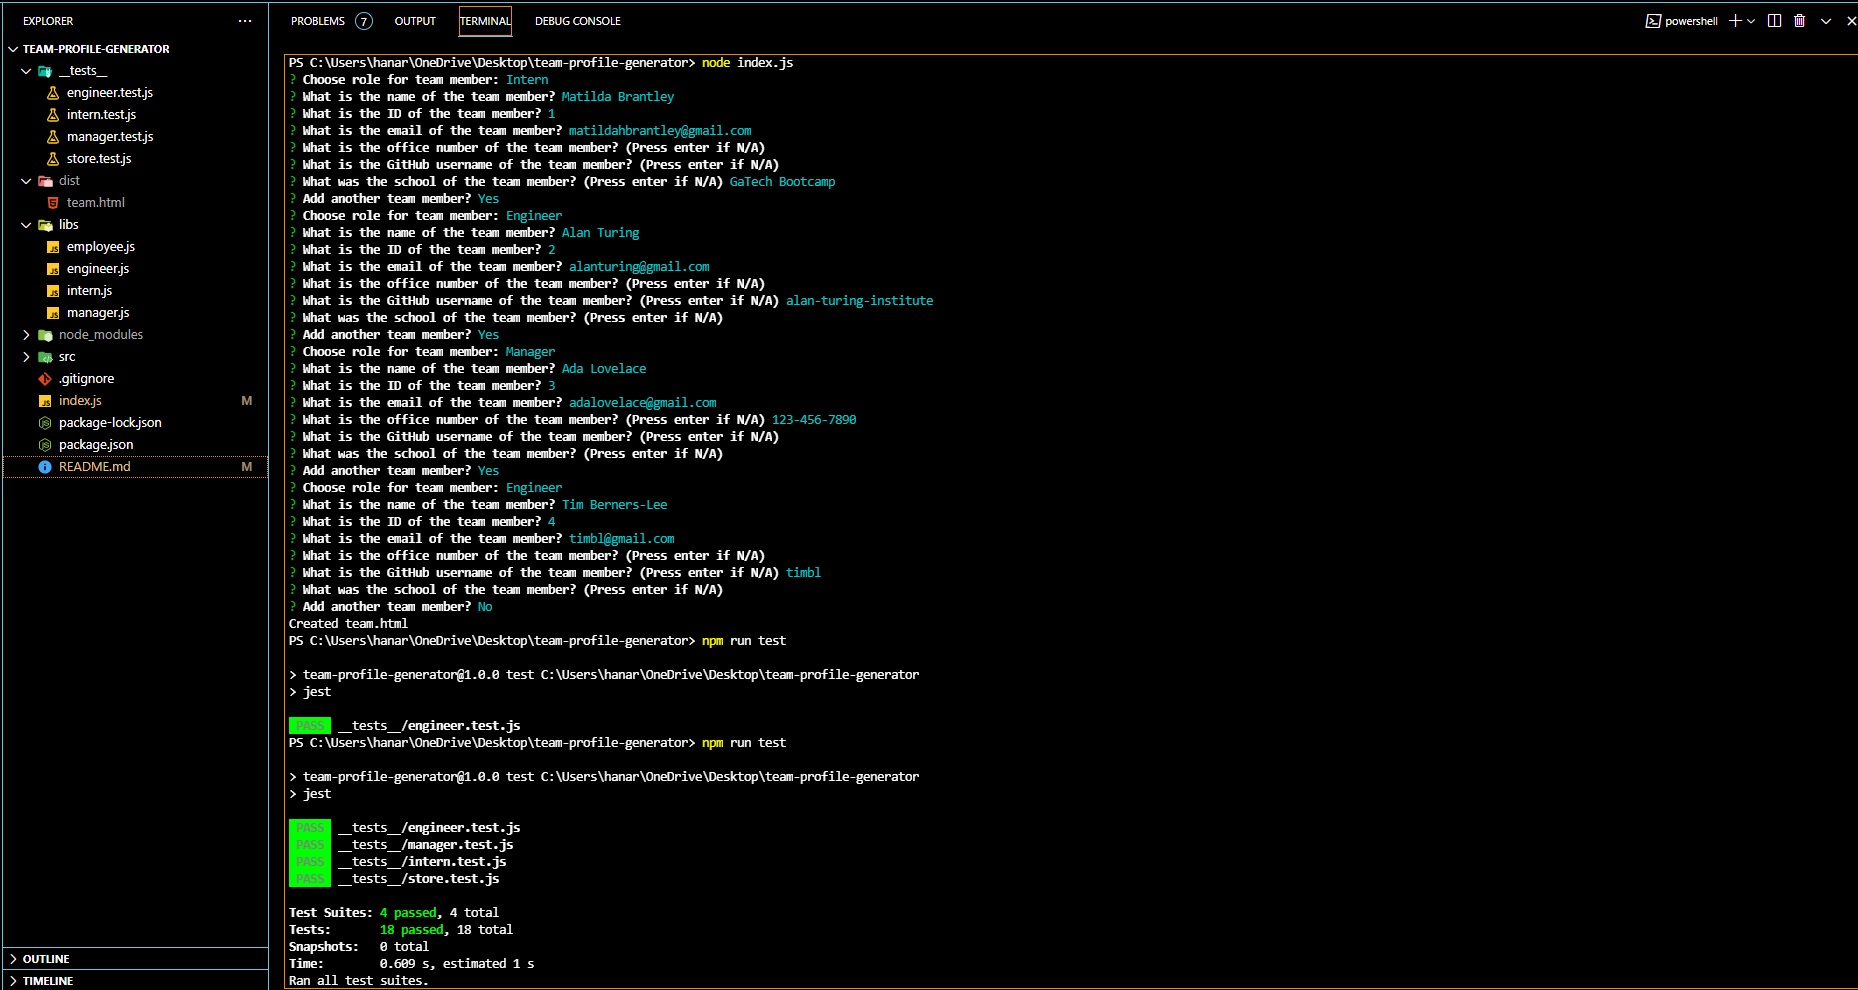 EXPLORER
TEAM-PROFILE-GENERATOR
__tests__
engineer.test.js
intern.test.js
manager.test.js
store.test.js
dist
team.html
libs
employee.js
engineer.js
intern.js
manager.js
node_modules
src
.gitignore
index.js M
package-lock.json
package.json
README.md M
OUTLINE
TIMELINE
PROBLEMS 7 OUTPUT TERMINAL DEBUG CONSOLE powershell
PS C:\Users\hanar\OneDrive\Desktop\team-profile-generator> node index.js
? Choose role for team member: Intern
? What is the name of the team member? Matilda Brantley
? What is the ID of the team member? 1
? What is the email of the team member? matildahbrantley@gmail.com
? What is the office number of the team member? (Press enter if N/A)
? What is the GitHub username of the team member? (Press enter if N/A)
? What was the school of the team member? (Press enter if N/A) GaTech Bootcamp
? Add another team member? Yes
? Choose role for team member: Engineer
? What is the name of the team member? Alan Turing
? What is the ID of the team member? 2
? What is the email of the team member? alanturing@gmail.com
? What is the office number of the team member? (Press enter if N/A)
? What is the GitHub username of the team member? (Press enter if N/A) alan-turing-institute
? What was the school of the team member? (Press enter if N/A)
? Add another team member? Yes
? Choose role for team member: Manager
? What is the name of the team member? Ada Lovelace
? What is the ID of the team member? 3
? What is the email of the team member? adalovelace@gmail.com
? What is the office number of the team member? (Press enter if N/A) 123-456-7890
? What is the GitHub username of the team member? (Press enter if N/A)
? What was the school of the team member? (Press enter if N/A)
? Add another team member? Yes
? Choose role for team member: Engineer
? What is the name of the team member? Tim Berners-Lee
? What is the ID of the team member? 4
? What is the email of the team member? timbl@gmail.com
? What is the office number of the team member? (Press enter if N/A)
? What is the GitHub username of the team member? (Press enter if N/A) timbl
? What was the school of the team member? (Press enter if N/A)
? Add another team member? No
Created team.html
PS C:\Users\hanar\OneDrive\Desktop\team-profile-generator> npm run test
> team-profile-generator@1.0.0 test C:\Users\hanar\OneDrive\Desktop\team-profile-generator
> jest
PASS __tests__/engineer.test.js
PS C:\Users\hanar\OneDrive\Desktop\team-profile-generator> npm run test
> team-profile-generator@1.0.0 test C:\Users\hanar\OneDrive\Desktop\team-profile-generator
> jest
PASS __tests__/engineer.test.js
PASS __tests__/manager.test.js
PASS __tests__/intern.test.js
PASS __tests__/store.test.js
Test Suites: 4 passed, 4 total
Tests: 18 passed, 18 total
Snapshots: 0 total
Time: 0.609 s, estimated 1 s
Ran all test suites.